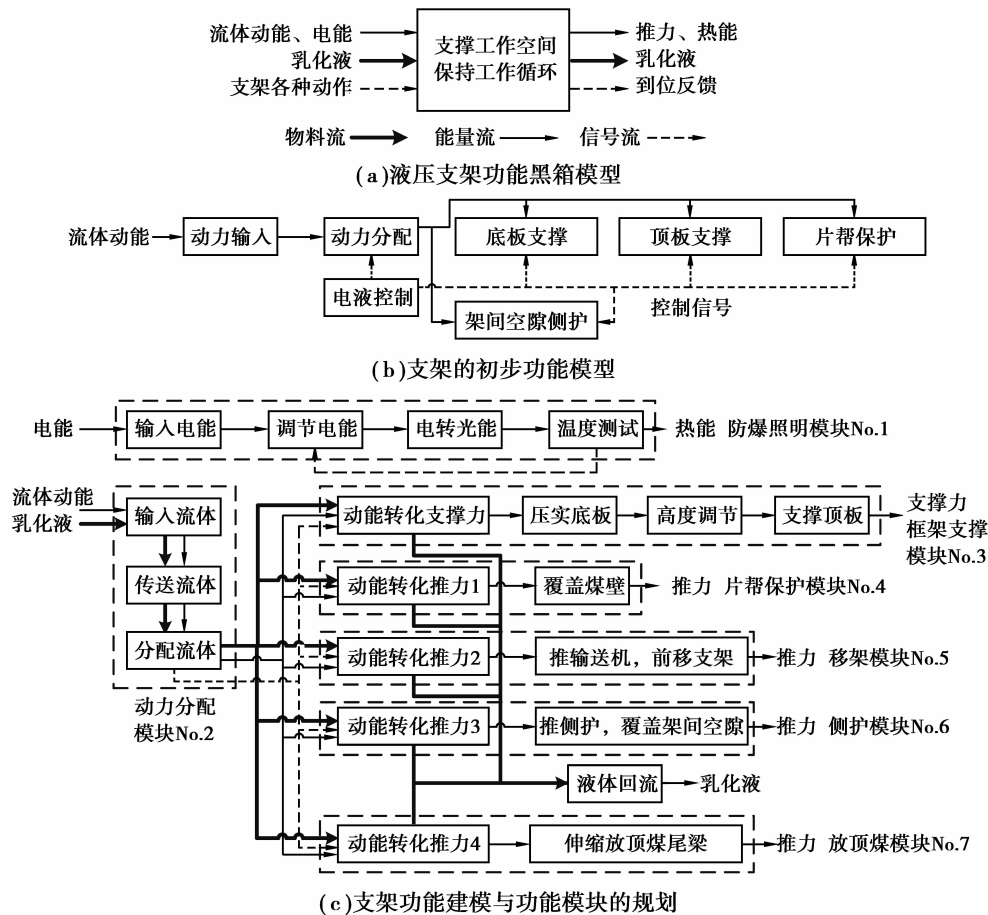 流体动能、电能
乳化液
支架各种动作
支撑工作空间
保持工作循环
推力、热能
乳化液
到位反馈
物料流
能量流
信号流
(a)液压支架功能黑箱模型
流体动能
动力输入
动力分配
底板支撑
顶板支撑
片帮保护
电液控制
架间空隙侧护
控制信号
(b)支架的初步功能模型
电能
输入电能
调节电能
电转光能
温度测试
热能 防爆照明模块No.1
流体动能
乳化液
输入流体
传送流体
分配流体
动力分配
模块No.2
动能转化支撑力
压实底板
高度调节
支撑顶板
支撑力
框架支撑
模块No.3
动能转化推力1
覆盖煤壁
推力 片帮保护模块No.4
动能转化推力2
推输送机，前移支架
推力 移架模块No.5
动能转化推力3
推侧护，覆盖架间空隙
推力 侧护模块No.6
液体回流
乳化液
动能转化推力4
伸缩放顶煤尾梁
推力 放顶煤模块No.7
(c)支架功能建模与功能模块的规划